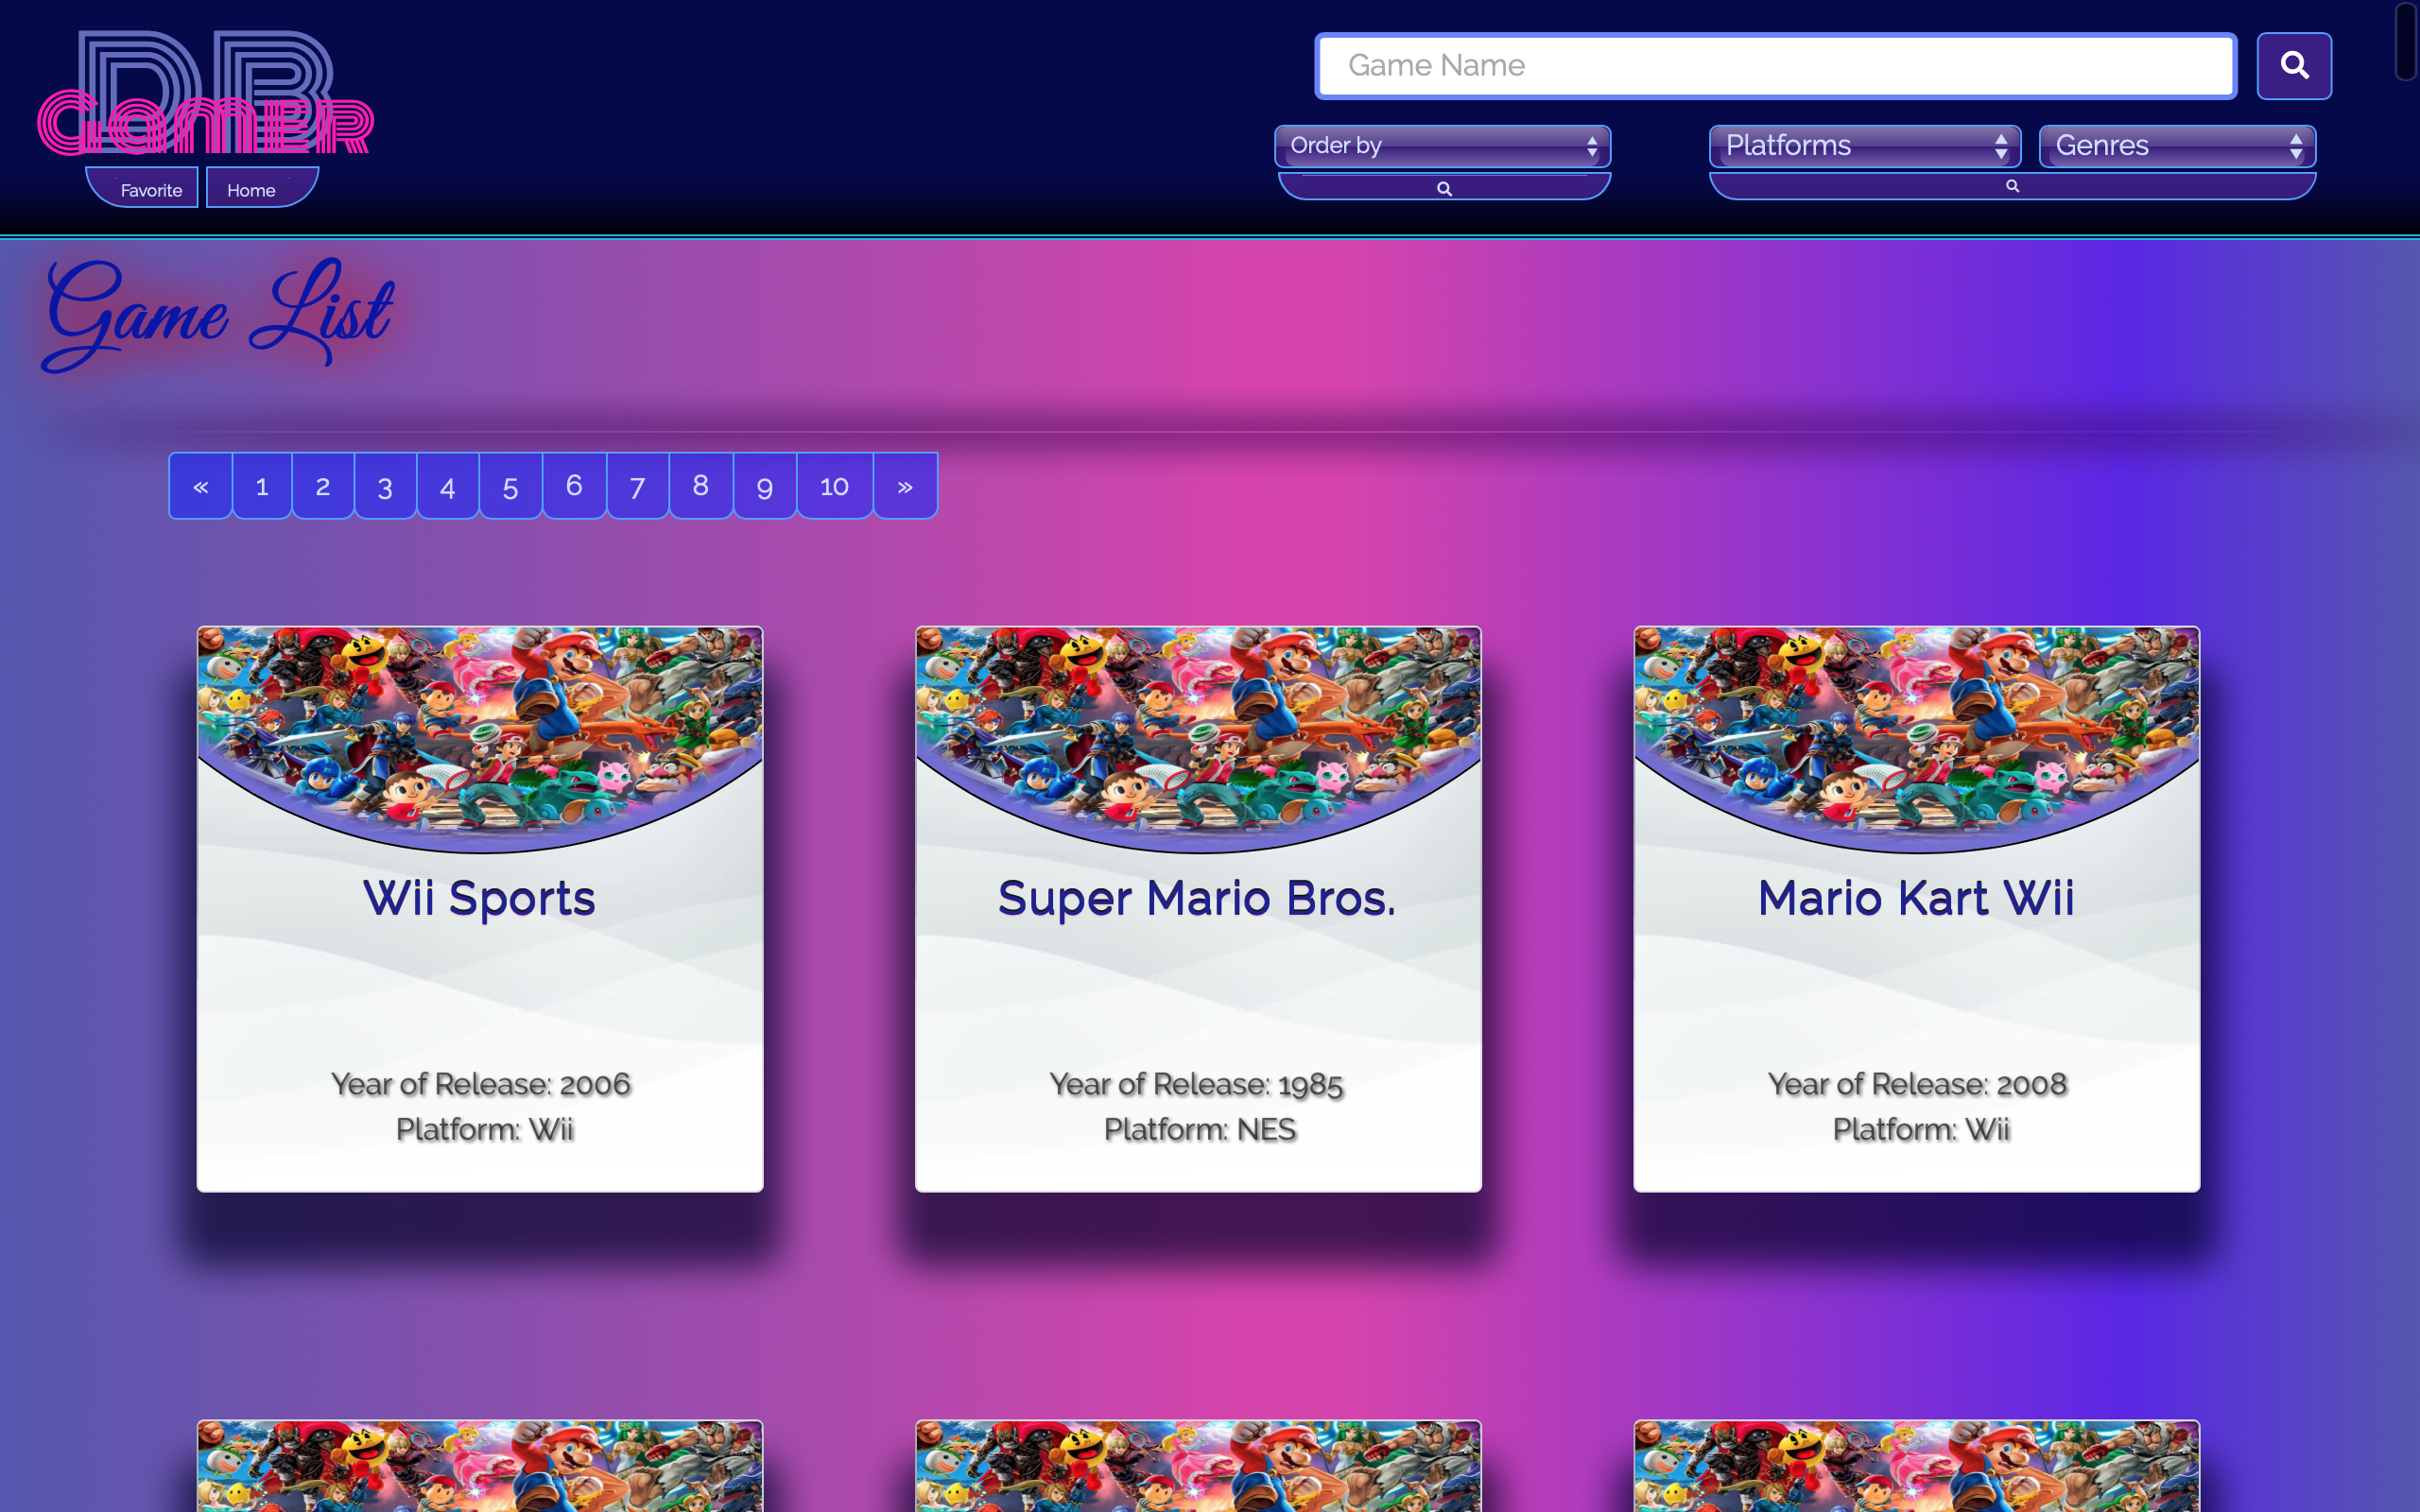 DB
GamER
Favorite Home
Game Name
Order by
Platforms
Genres
Game List
« 1 2 3 4 5 6 7 8 9 10 »
Wii Sports
Year of Release: 2006
Platform: Wii
Super Mario Bros.
Year of Release: 1985
Platform: NES
Mario Kart Wii
Year of Release: 2008
Platform: Wii